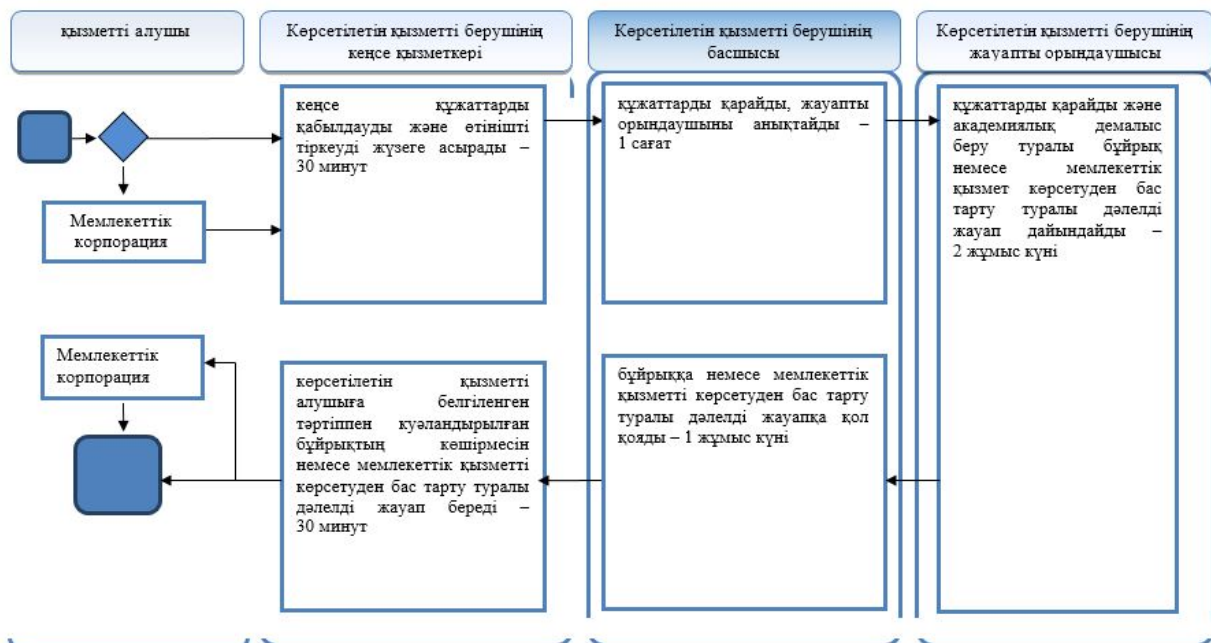 қызметті алушы
Көрсетілетін қызметті берушінің
кеңсе қызметкері
Көрсетілетін қызметті берушінің
басшысы
Көрсетілетін қызметті берушінің
жауапты орындаушысы
кеңсе құжаттарды
қабылдауды және өтінішті
тіркеуді жүзеге асырады –
30 минут
құжаттарды қарайды, жауапты
орындаушыны анықтайды –
1 сағат
құжаттарды қарайды және
академиялық демалыс
беру туралы бұйрық
немесе мемлекеттік
қызмет көрсетуден бас
тарту туралы дәлелді
жауап дайындайды –
2 жұмыс күні
Мемлекеттік
корпорация
Мемлекеттік
корпорация
көрсетілетін қызметті
алушыға белгіленген
тәртіппен куәландырылған
бұйрықтың көшірмесін
немесе мемлекеттік қызметті
көрсетуден бас тарту туралы
дәлелді жауап береді –
30 минут
бұйрыққа немесе мемлекеттік
қызметті көрсетуден бас тарту
туралы дәлелді жауапқа қол
қояды – 1 жұмыс күні